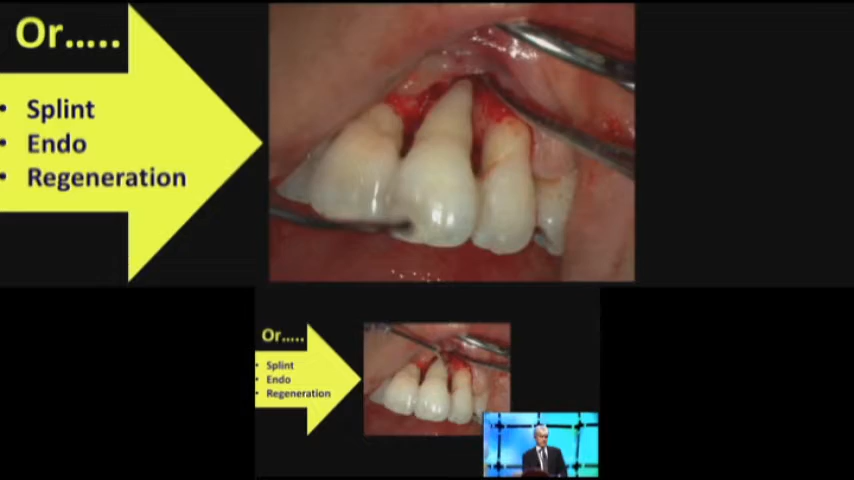 Or.....
• Splint
• Endo
• Regeneration
Or.....
• Splint
• Endo
• Regeneration